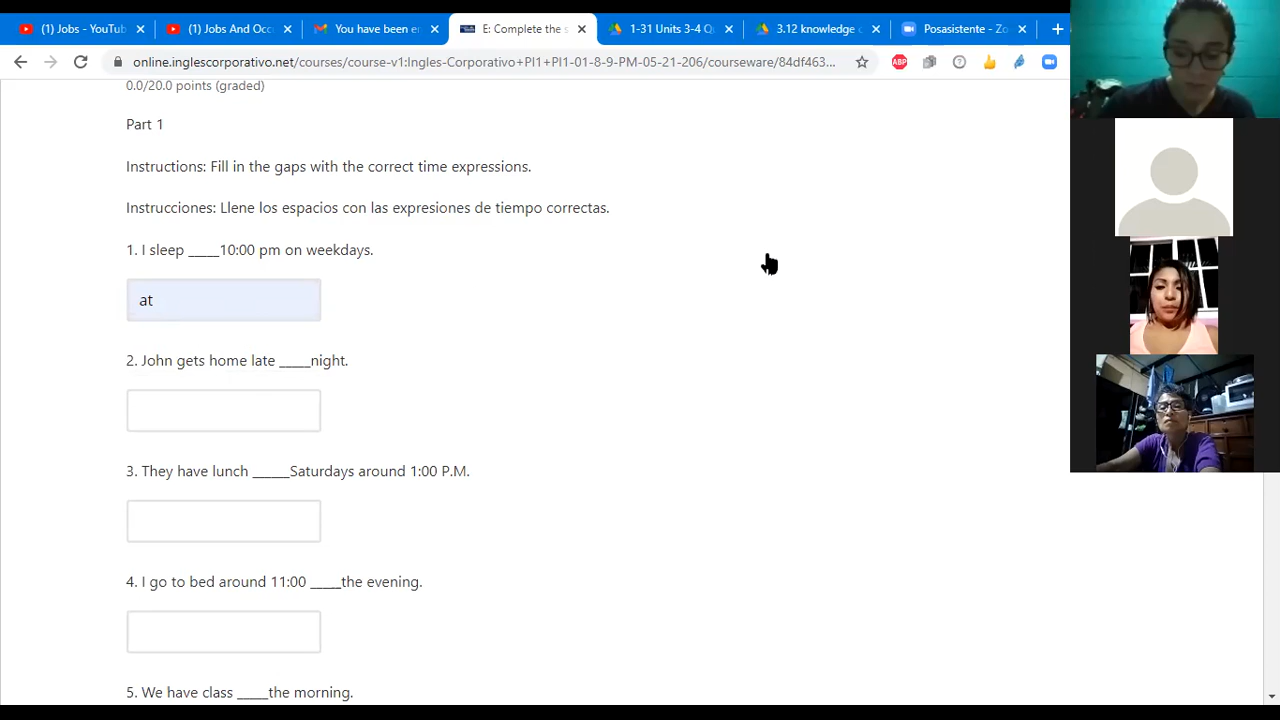 (1) Jobs - YouTub
(1) Jobs And Occ
You have been e
E: Complete the s
1-31 Units 3-4 Q
3.12 knowledge c
Posasistente - Zo
online.inglescorporativo.net/courses/course-v1:Ingles-Corporativo+PI1+PI1-01-8-9-PM-05-21-206/courseware/84df463...
ABP
0.0/20.0 points (graded)
Part 1
Instructions: Fill in the gaps with the correct time expressions.
Instrucciones: Llene los espacios con las expresiones de tiempo correctas.
1. I sleep _____10:00 pm on weekdays.
at
2. John gets home late _____night.
3. They have lunch ______Saturdays around 1:00 P.M.
4. I go to bed around 11:00 _____the evening.
5. We have class _____the morning.